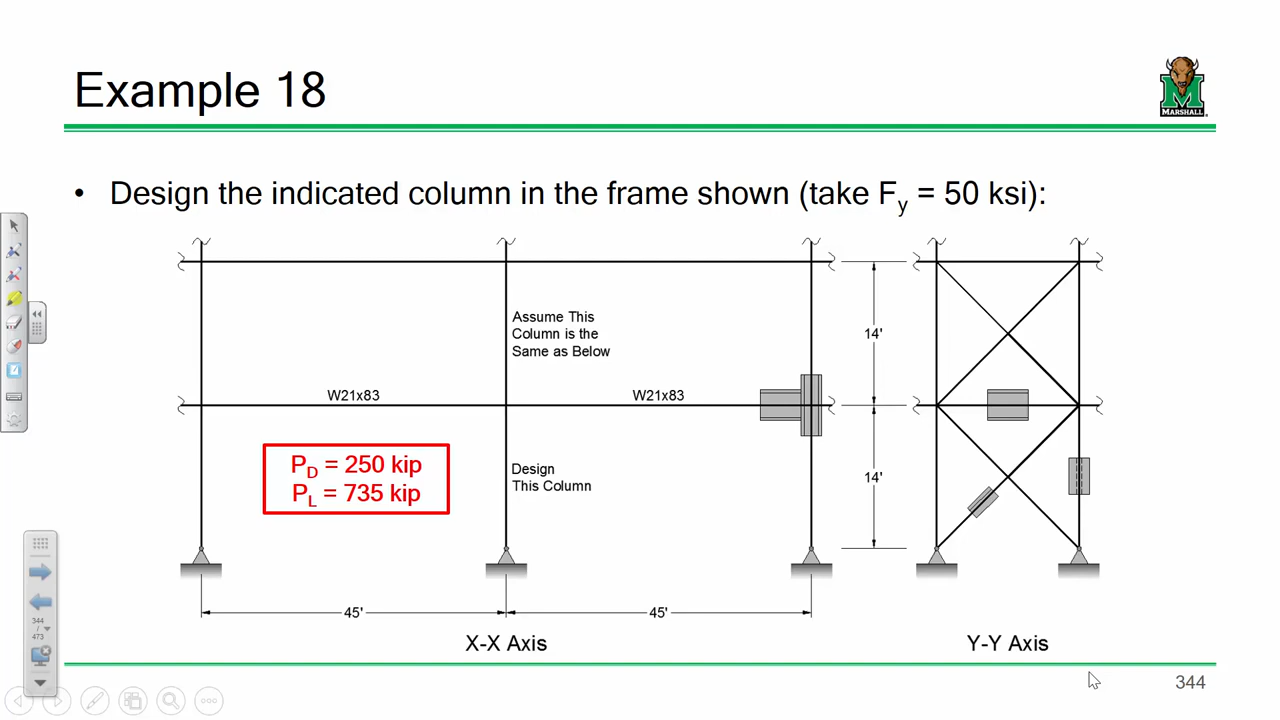 Example 18
MARSHALL
• Design the indicated column in the frame shown (take Fy = 50 ksi):
Assume This
Column is the
Same as Below
14'
W21x83
W21x83
PD = 250 kip
PL = 735 kip
Design
This Column
14'
45'
45'
X-X Axis
Y-Y Axis
344
/
473
344